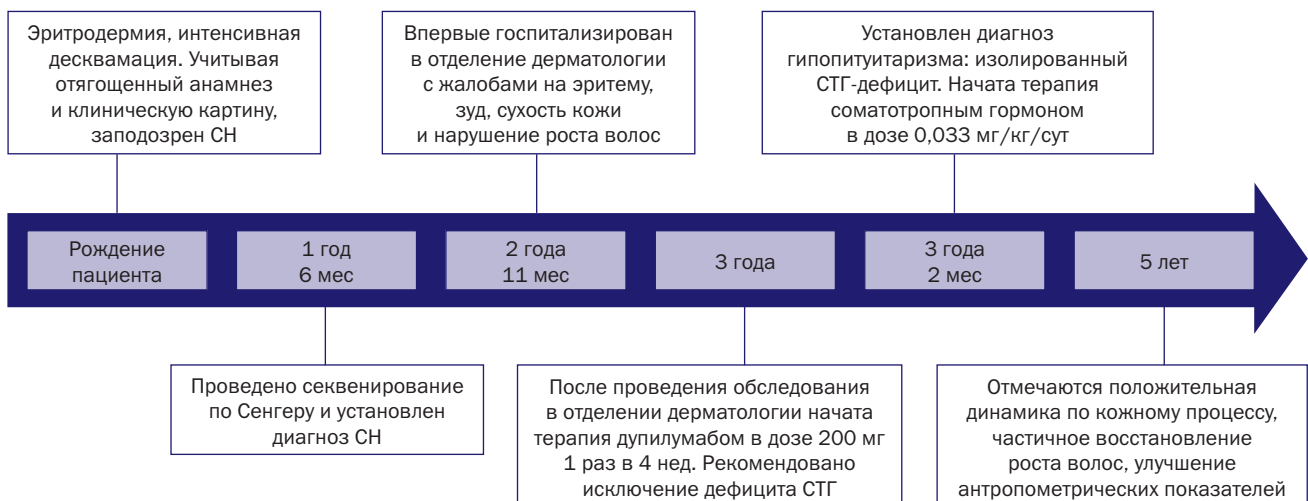 Эритродермия, интенсивная
десквамация. Учитывая
отягощенный анамнез
и клиническую картину,
заподозрен СН
Впервые госпитализирован
в отделение дерматологии
с жалобами на эритему,
зуд, сухость кожи
и нарушение роста волос
Установлен диагноз
гипопитуитаризма: изолированный
СТГ-дефицит. Начата терапия
соматотропным гормоном
в дозе 0,033 мг/кг/сут
Рождение
пациента
1 год
6 мес
2 года
11 мес
3 года
3 года
2 мес
5 лет
Проведено секвенирование
по Сенгеру и установлен
диагноз СН
После проведения обследования
в отделении дерматологии начата
терапия дупилумабом в дозе 200 мг
1 раз в 4 нед. Рекомендовано
исключение дефицита СТГ
Отмечаются положительная
динамика по кожному процессу,
частичное восстановление
роста волос, улучшение
антропометрических показателей